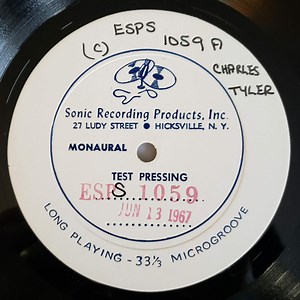 (C) ESPS 1059 A
CHARLES
TYLER
Sonic Recording Products, Inc.
27 LUDY STREET • HICKSVILLE, N. Y.
MONAURAL
TEST PRESSING
ESPS 1059
JUN 13 1967
LONG PLAYING - 33⅓ MICROGROOVE